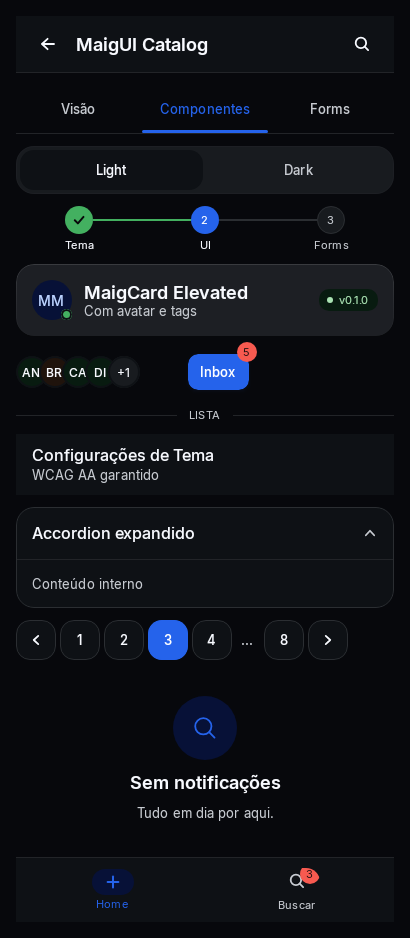 MaigUI Catalog
Visão Componentes Forms
Light Dark
2 3
Tema UI Forms
MM MaigCard Elevated
Com avatar e tags
v0.1.0
AN BR CA DI +1 Inbox 5
LISTA
Configurações de Tema
WCAG AA garantido
Accordion expandido
Conteúdo interno
1 2 3 4 ... 8
Sem notificações
Tudo em dia por aqui.
3
Home Buscar